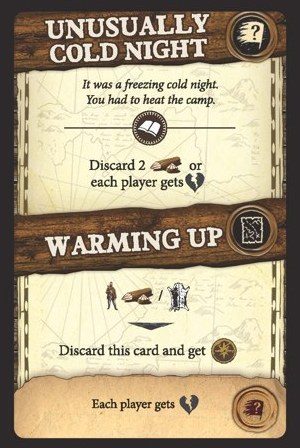 UNUSUALLY
COLD NIGHT
?
It was a freezing cold night.
You had to heat the camp.
Discard 2 or
each player gets
WARMING UP
/
Discard this card and get
Each player gets
?